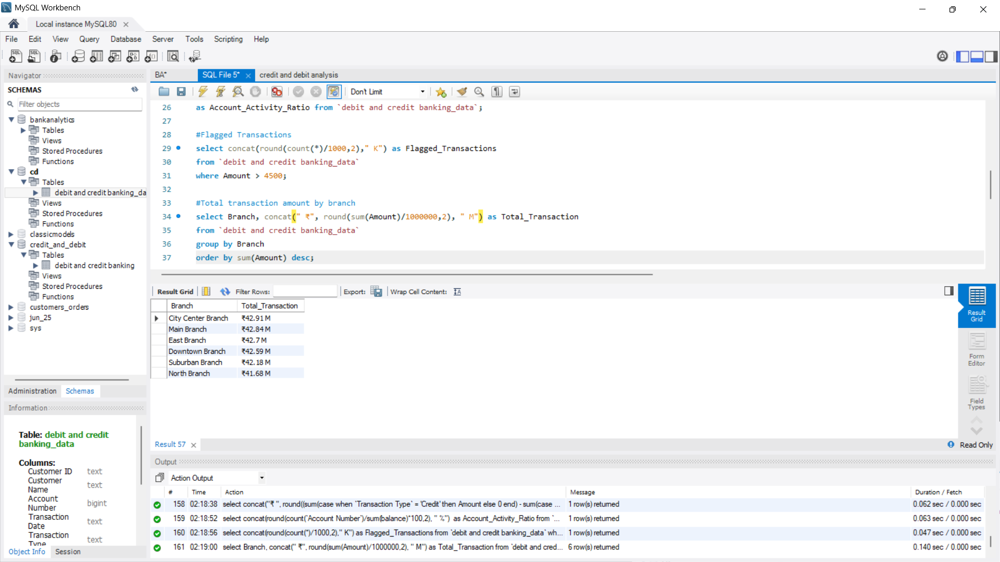 MySQL Workbench
Local instance MySQL80
File Edit View Query Database Server Tools Scripting Help
Navigator
SCHEMAS
Filter objects
bankanalytics
Tables
Views
Stored Procedures
Functions
cd
Tables
debit and credit banking_da
Views
Stored Procedures
Functions
classicmodels
credit_and_debit
Tables
debit and credit banking
Views
Stored Procedures
Functions
customers_orders
jun_25
sys
Administration Schemas
Information
Table: debit and credit
banking_data
Columns:
Customer ID text
Customer
Name text
Account
Number bigint
Transaction
Date text
Transaction
Type text
Object Info Session
BA* SQL File 5* credit and debit analysis
Don't Limit
26 as Account_Activity_Ratio from `debit and credit banking_data`;
27
28 #Flagged Transactions
29 select concat(round(count(*)/1000,2)," K") as Flagged_Transactions
30 from `debit and credit banking_data`
31 where Amount > 4500;
32
33 #Total transaction amount by branch
34 select Branch, concat(" ₹", round(sum(Amount)/1000000,2), " M") as Total_Transaction
35 from `debit and credit banking_data`
36 group by Branch
37 order by sum(Amount) desc;
Result Grid Filter Rows: Export: Wrap Cell Content:
Branch Total_Transaction
City Center Branch ₹42.91 M
Main Branch ₹42.84 M
East Branch ₹42.7 M
Downtown Branch ₹42.59 M
Suburban Branch ₹42.18 M
North Branch ₹41.68 M
Result
Grid
Form
Editor
Field
Types
Result 57
Read Only
Output
Action Output
# Time Action Message Duration / Fetch
158 02:18:38 select concat("₹ ", round((sum(case when `Transaction Type` = 'Credit' then Amount else 0 end) - sum(case ... 1 row(s) returned 0.062 sec / 0.000 sec
159 02:18:52 select concat(round(count(`Account Number`)/sum(balance)*100,2), " %") as Account_Activity_Ratio from `... 1 row(s) returned 0.063 sec / 0.000 sec
160 02:18:56 select concat(round(count(*)/1000,2)," K") as Flagged_Transactions from `debit and credit banking_data` wh... 1 row(s) returned 0.047 sec / 0.000 sec
161 02:19:00 select Branch, concat(" ₹", round(sum(Amount)/1000000,2), " M") as Total_Transaction from `debit and cred... 6 row(s) returned 0.140 sec / 0.000 sec